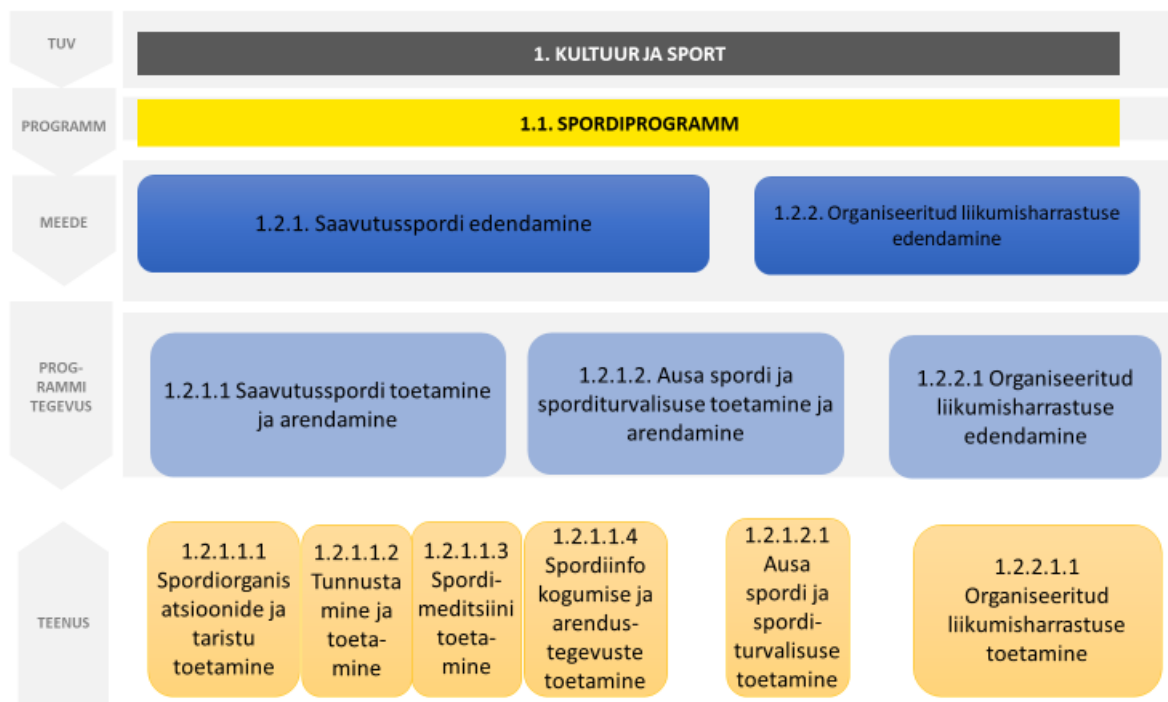 TUV
1. KULTUUR JA SPORT
PROGRAMM
1.1. SPORDIPROGRAMM
MEEDE
1.2.1. Saavutusspordi edendamine
1.2.2. Organiseeritud liikumisharrastuse
edendamine
PROG-
RAMMI
TEGEVUS
1.2.1.1 Saavutusspordi toetamine
ja arendamine
1.2.1.2. Ausa spordi ja
sporditurvalisuse toetamine ja
arendamine
1.2.2.1 Organiseeritud
liikumisharrastuse
edendamine
TEENUS
1.2.1.1.1
Spordiorganis
atsioonide ja
taristu
toetamine
1.2.1.1.2
Tunnusta
mine ja
toeta-
mine
1.2.1.1.3
Spordi-
meditsiini
toeta-
mine
1.2.1.1.4
Spordiinfo
kogumise ja
arendus-
tegevuste
toetamine
1.2.1.2.1
Ausa
spordi ja
spordi-
turvalisuse
toetamine
1.2.2.1.1
Organiseeritud
liikumisharrastuse
toetamine